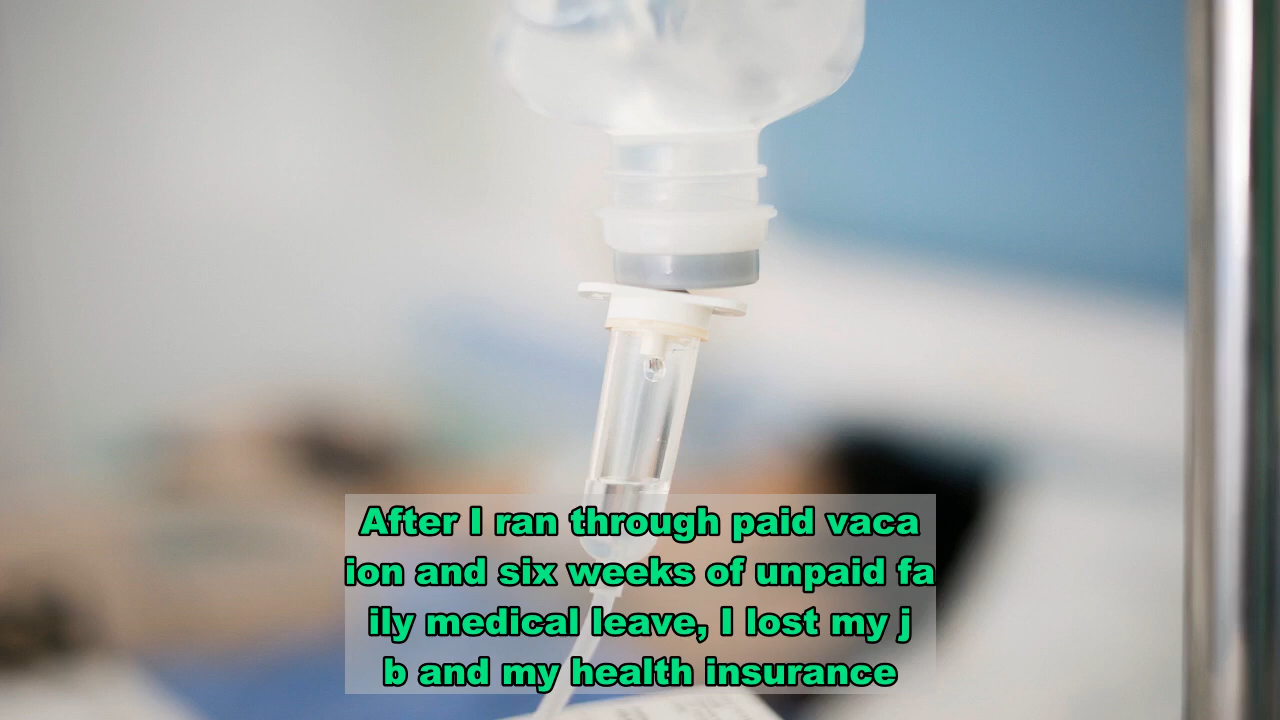 After I ran through paid vaca
ion and six weeks of unpaid fa
ily medical leave, I lost my j
b and my health insurance